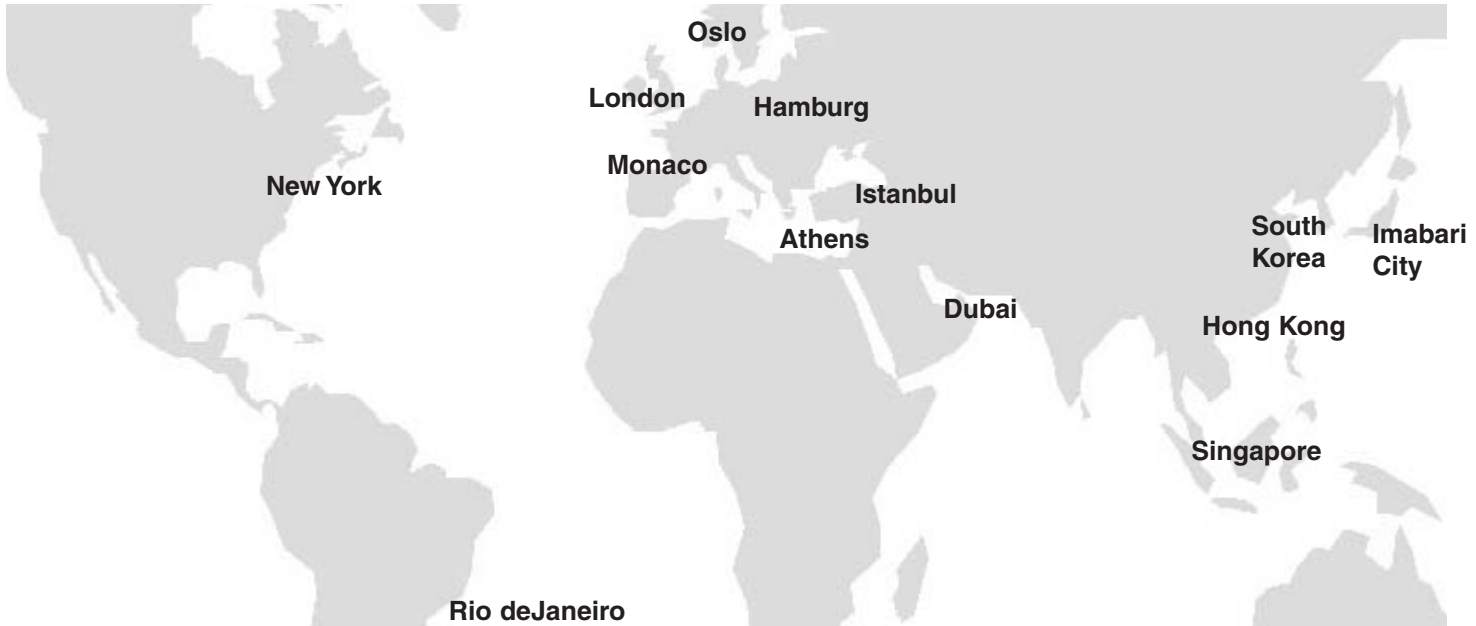 Oslo
London
Hamburg
Monaco
New York
Istanbul
Athens
South
Korea
Imabari
City
Dubai
Hong Kong
Singapore
Rio deJaneiro